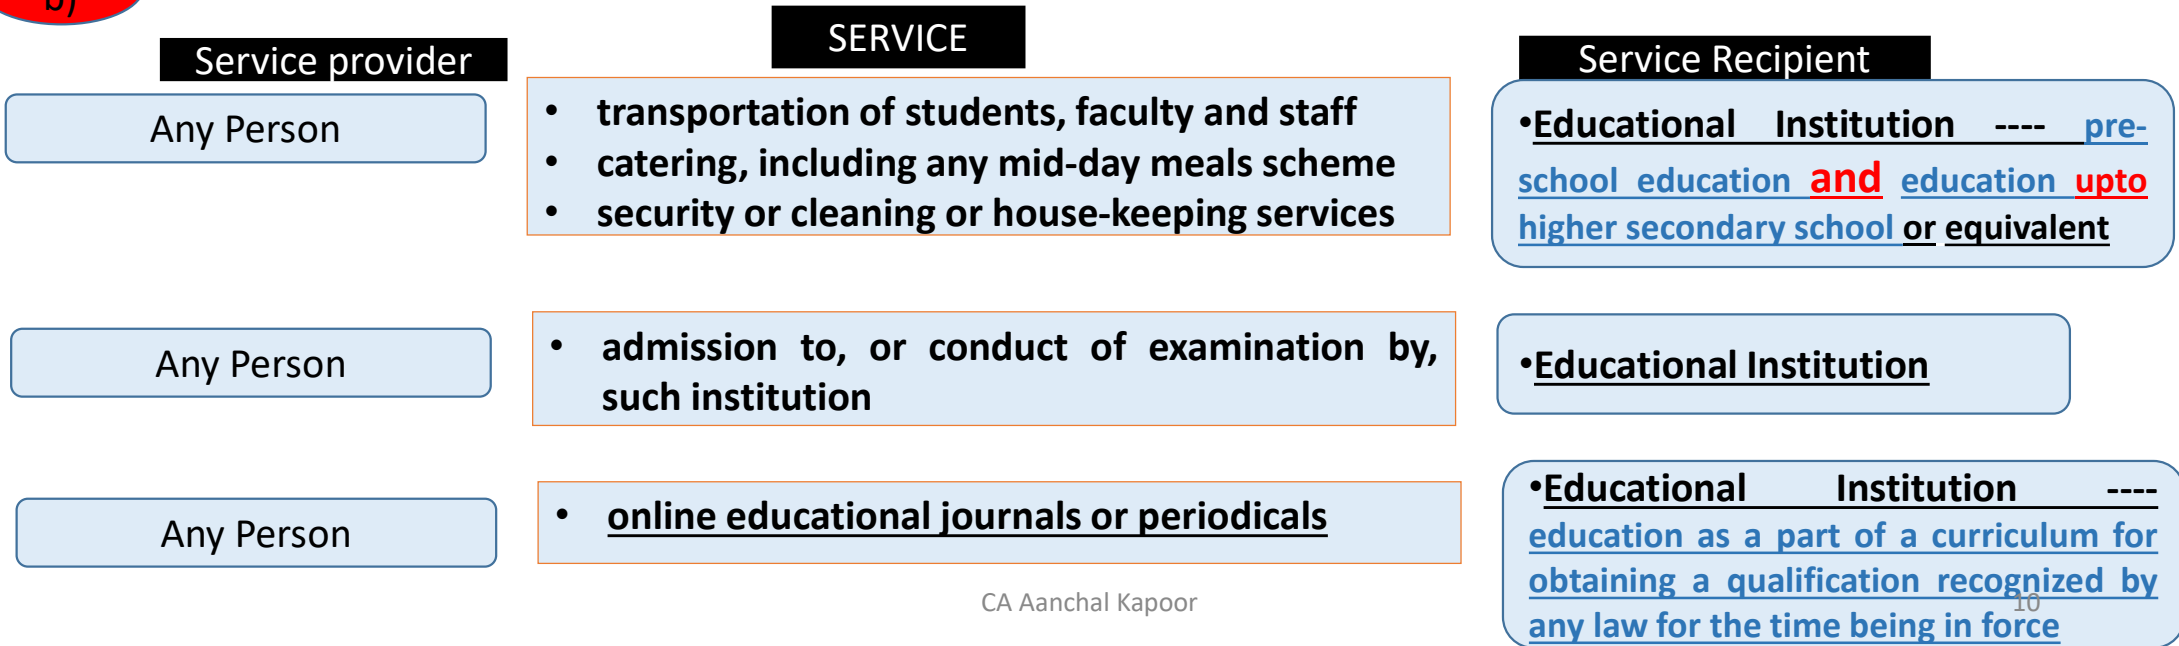 b)
Service provider
SERVICE
Service Recipient
Any Person
• transportation of students, faculty and staff
• catering, including any mid-day meals scheme
• security or cleaning or house-keeping services
•Educational Institution ---- pre-
school education and education upto
higher secondary school or equivalent
Any Person
• admission to, or conduct of examination by,
such institution
•Educational Institution
Any Person
• online educational journals or periodicals
•Educational Institution ----
education as a part of a curriculum for
obtaining a qualification recognized by
any law for the time being in force
CA Aanchal Kapoor
10